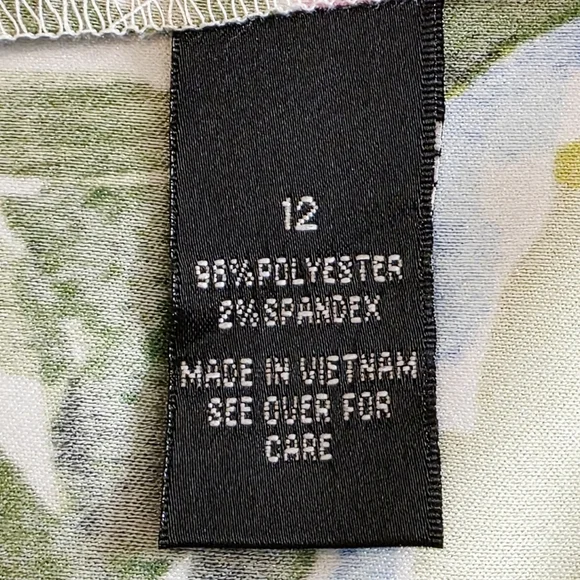 12
98% POLYESTER
2% SPANDEX
MADE IN VIETNAM
SEE OVER FOR
CARE